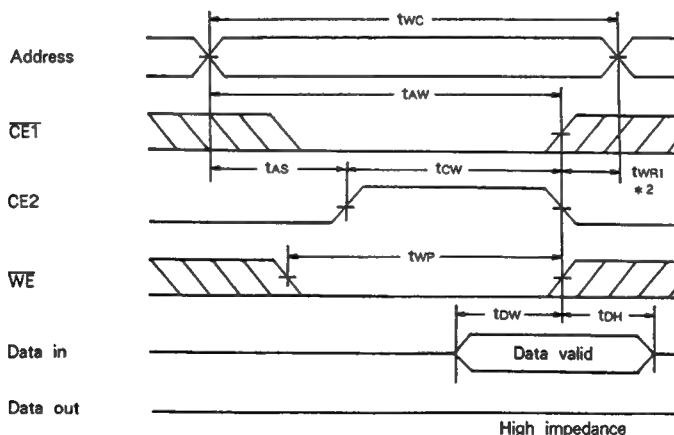 twc
Address
tAW
CE1
tAS
tCW
tWR1
*2
CE2
tWP
WE
tDW
tDH
Data in
Data valid
Data out
High impedance